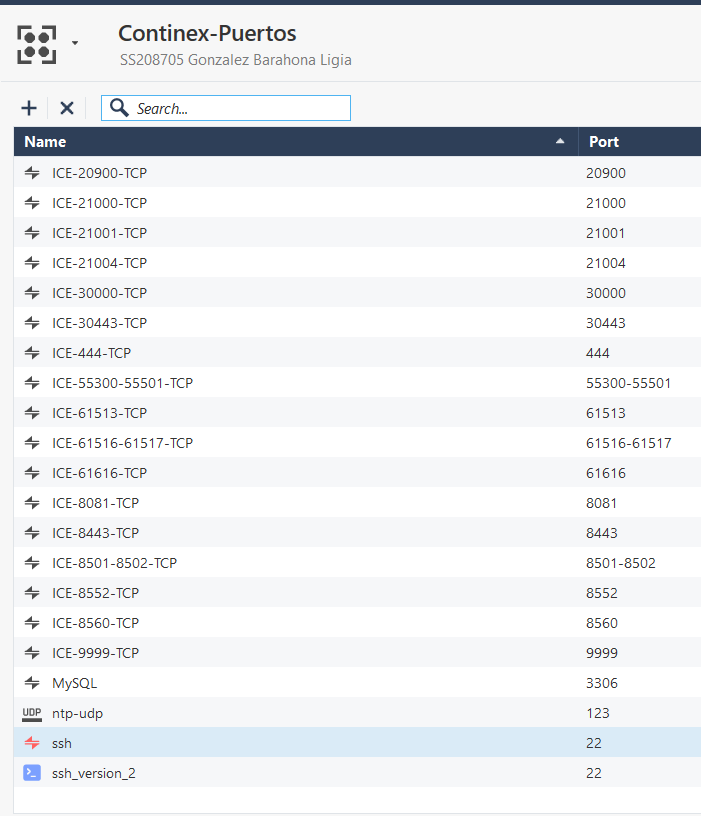 Continex-Puertos
SS208705 Gonzalez Barahona Ligia
Search...
Name Port
ICE-20900-TCP 20900
ICE-21000-TCP 21000
ICE-21001-TCP 21001
ICE-21004-TCP 21004
ICE-30000-TCP 30000
ICE-30443-TCP 30443
ICE-444-TCP 444
ICE-55300-55501-TCP 55300-55501
ICE-61513-TCP 61513
ICE-61516-61517-TCP 61516-61517
ICE-61616-TCP 61616
ICE-8081-TCP 8081
ICE-8443-TCP 8443
ICE-8501-8502-TCP 8501-8502
ICE-8552-TCP 8552
ICE-8560-TCP 8560
ICE-9999-TCP 9999
MySQL 3306
UDP ntp-udp 123
ssh 22
ssh_version_2 22